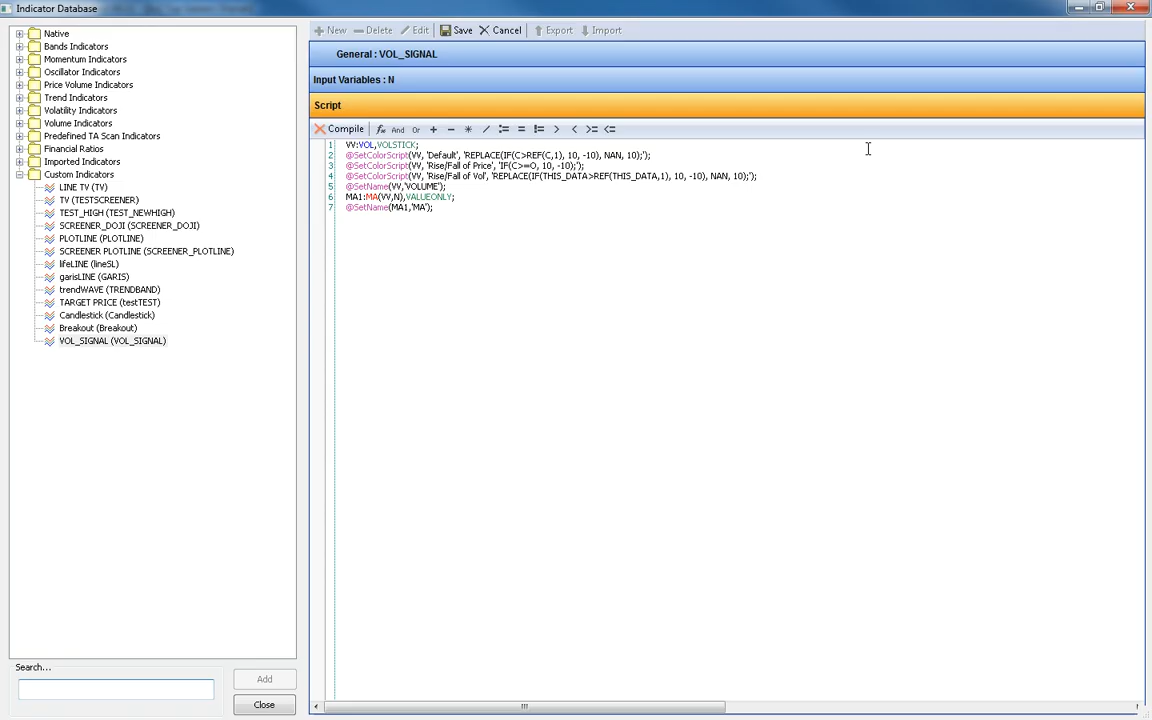 Indicator Database
Native
Bands Indicators
Momentum Indicators
Oscillator Indicators
Price Volume Indicators
Trend Indicators
Volatility Indicators
Volume Indicators
Predefined TA Scan Indicators
Financial Ratios
Imported Indicators
Custom Indicators
LINE TV (TV)
TV (TESTSCREENER)
TEST_HIGH (TEST_NEWHIGH)
SCREENER_DOJI (SCREENER_DOJI)
PLOTLINE (PLOTLINE)
SCREENER PLOTLINE (SCREENER_PLOTLINE)
lifeLINE (lineSL)
garisLINE (GARIS)
trendWAVE (TRENDBAND)
TARGET PRICE (testTEST)
Candlestick (Candlestick)
Breakout (Breakout)
VOL_SIGNAL (VOL_SIGNAL)
Search...
Add
Close
New Delete Edit Save Cancel Export Import
General : VOL_SIGNAL
Input Variables : N
Script
Compile fx And Or + - * / := = != > < >= <=
1 VV:VOL,VOLSTICK;
2 @SetColorScript(VV, 'Default', 'REPLACE(IF(C>REF(C,1), 10, -10), NAN, 10);');
3 @SetColorScript(VV, 'Rise/Fall of Price', 'IF(C>=O, 10, -10);');
4 @SetColorScript(VV, 'Rise/Fall of Vol', 'REPLACE(IF(THIS_DATA>REF(THIS_DATA,1), 10, -10), NAN, 10);');
5 @SetName(VV,'VOLUME');
6 MA1:MA(VV,N),VALUEONLY;
7 @SetName(MA1,'MA');